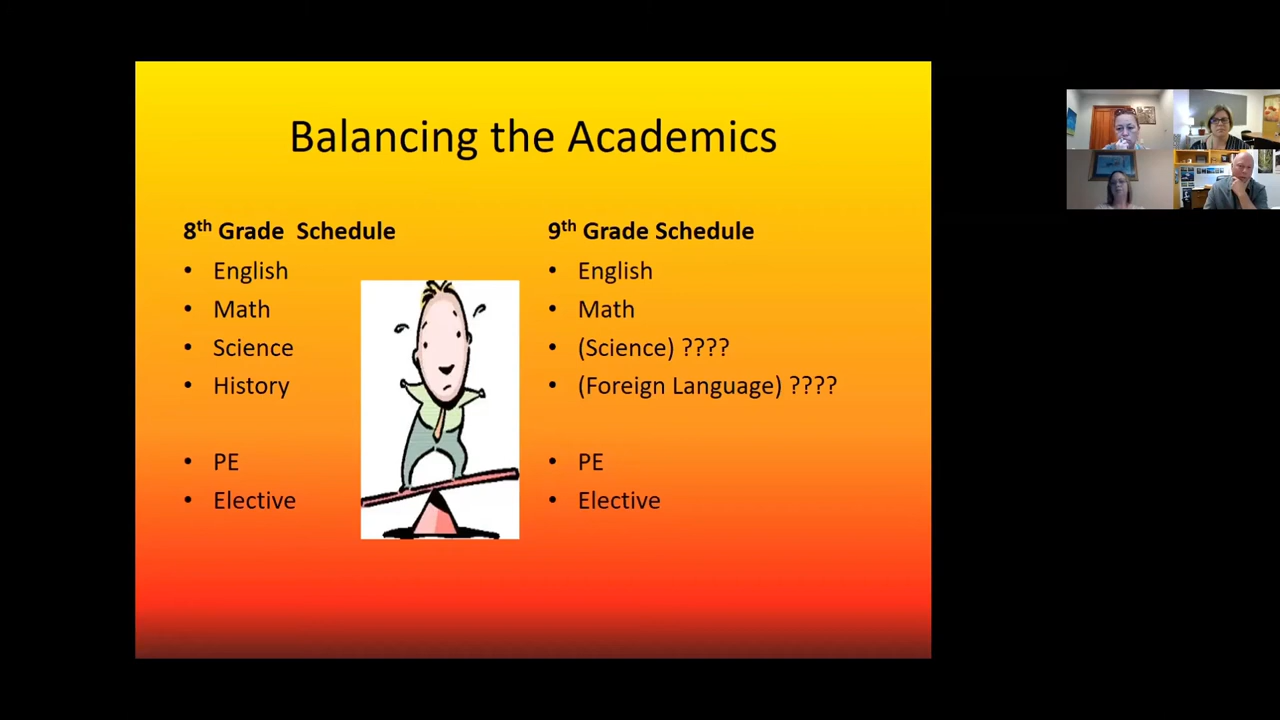 Balancing the Academics
8th Grade Schedule
• English
• Math
• Science
• History
• PE
• Elective
9th Grade Schedule
• English
• Math
• (Science) ????
• (Foreign Language) ????
• PE
• Elective